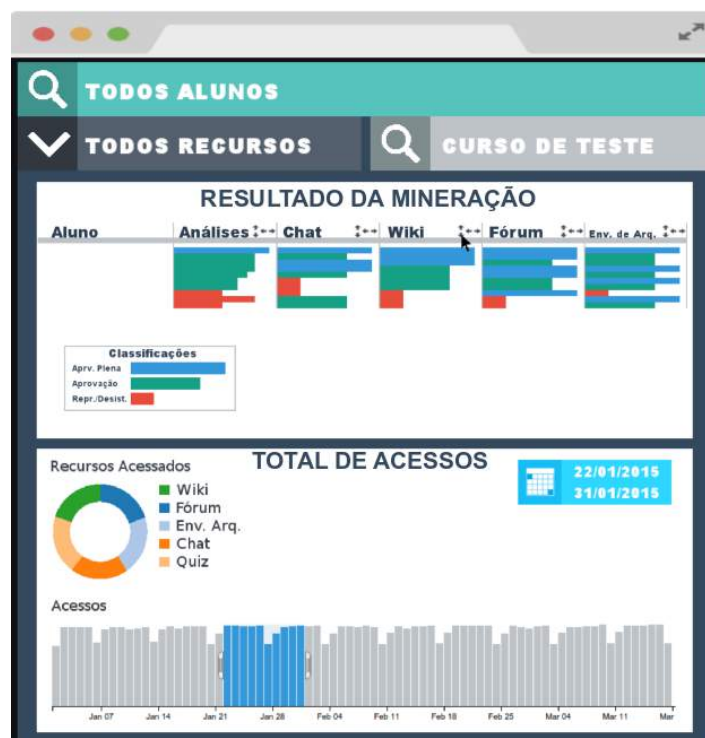 TODOS ALUNOS
TODOS RECURSOS
CURSO DE TESTE
RESULTADO DA MINERAÇÃO
Aluno Análises Chat Wiki Fórum Env. de Arq.
Classificações
Aprv. Plena
Aprovação
Repr./Desist.
TOTAL DE ACESSOS
Recursos Acessados
22/01/2015
31/01/2015
Wiki
Fórum
Env. Arq.
Chat
Quiz
Acessos
Jan 07 Jan 14 Jan 21 Jan 28 Feb 04 Feb 11 Feb 18 Feb 25 Mar 04 Mar 11 Mar